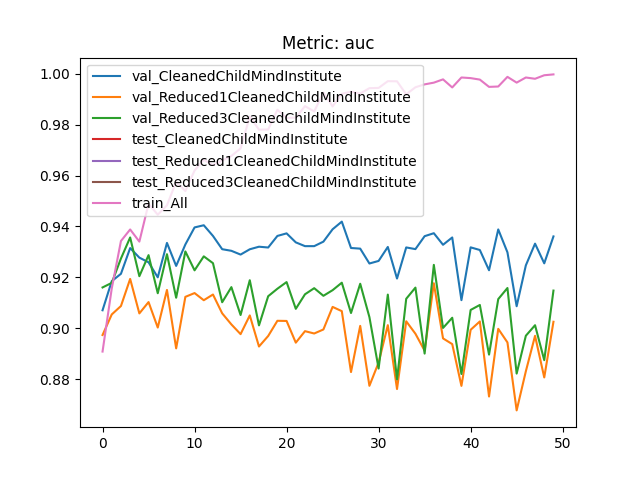 Metric: auc
val_CleanedChildMindInstitute
val_Reduced1CleanedChildMindInstitute
val_Reduced3CleanedChildMindInstitute
test_CleanedChildMindInstitute
test_Reduced1CleanedChildMindInstitute
test_Reduced3CleanedChildMindInstitute
train_All
1.00
0.98
0.96
0.94
0.92
0.90
0.88
0 10 20 30 40 50